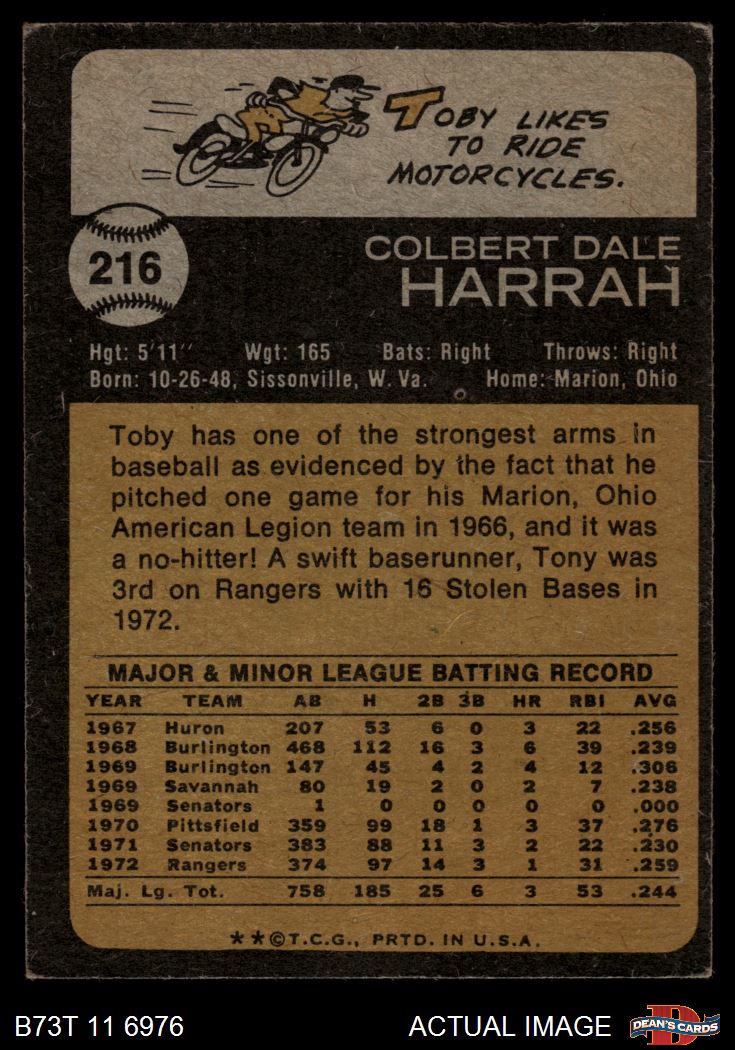 TOBY LIKES
TO RIDE
MOTORCYCLES.
216
COLBERT DALE
HARRAH
Hgt: 5'11'' Wgt: 165 Bats: Right Throws: Right
Born: 10-26-48, Sissonville, W. Va. Home: Marion, Ohio
Toby has one of the strongest arms in
baseball as evidenced by the fact that he
pitched one game for his Marion, Ohio
American Legion team in 1966, and it was
a no-hitter! A swift baserunner, Tony was
3rd on Rangers with 16 Stolen Bases in
1972.
MAJOR & MINOR LEAGUE BATTING RECORD
YEAR TEAM AB H 2B 3B HR RBI AVG
1967 Huron 207 53 6 0 3 22 .256
1968 Burlington 468 112 16 3 6 39 .239
1969 Burlington 147 45 4 2 4 12 .306
1969 Savannah 80 19 2 0 2 7 .238
1969 Senators 1 0 0 0 0 0 .000
1970 Pittsfield 359 99 18 1 3 37 .276
1971 Senators 383 88 11 3 2 22 .230
1972 Rangers 374 97 14 3 1 31 .259
Maj. Lg. Tot. 758 185 25 6 3 53 .244
**©T.C.G., PRTD. IN U.S.A.
B73T 11 6976 ACTUAL IMAGE D DEAN'S CARDS